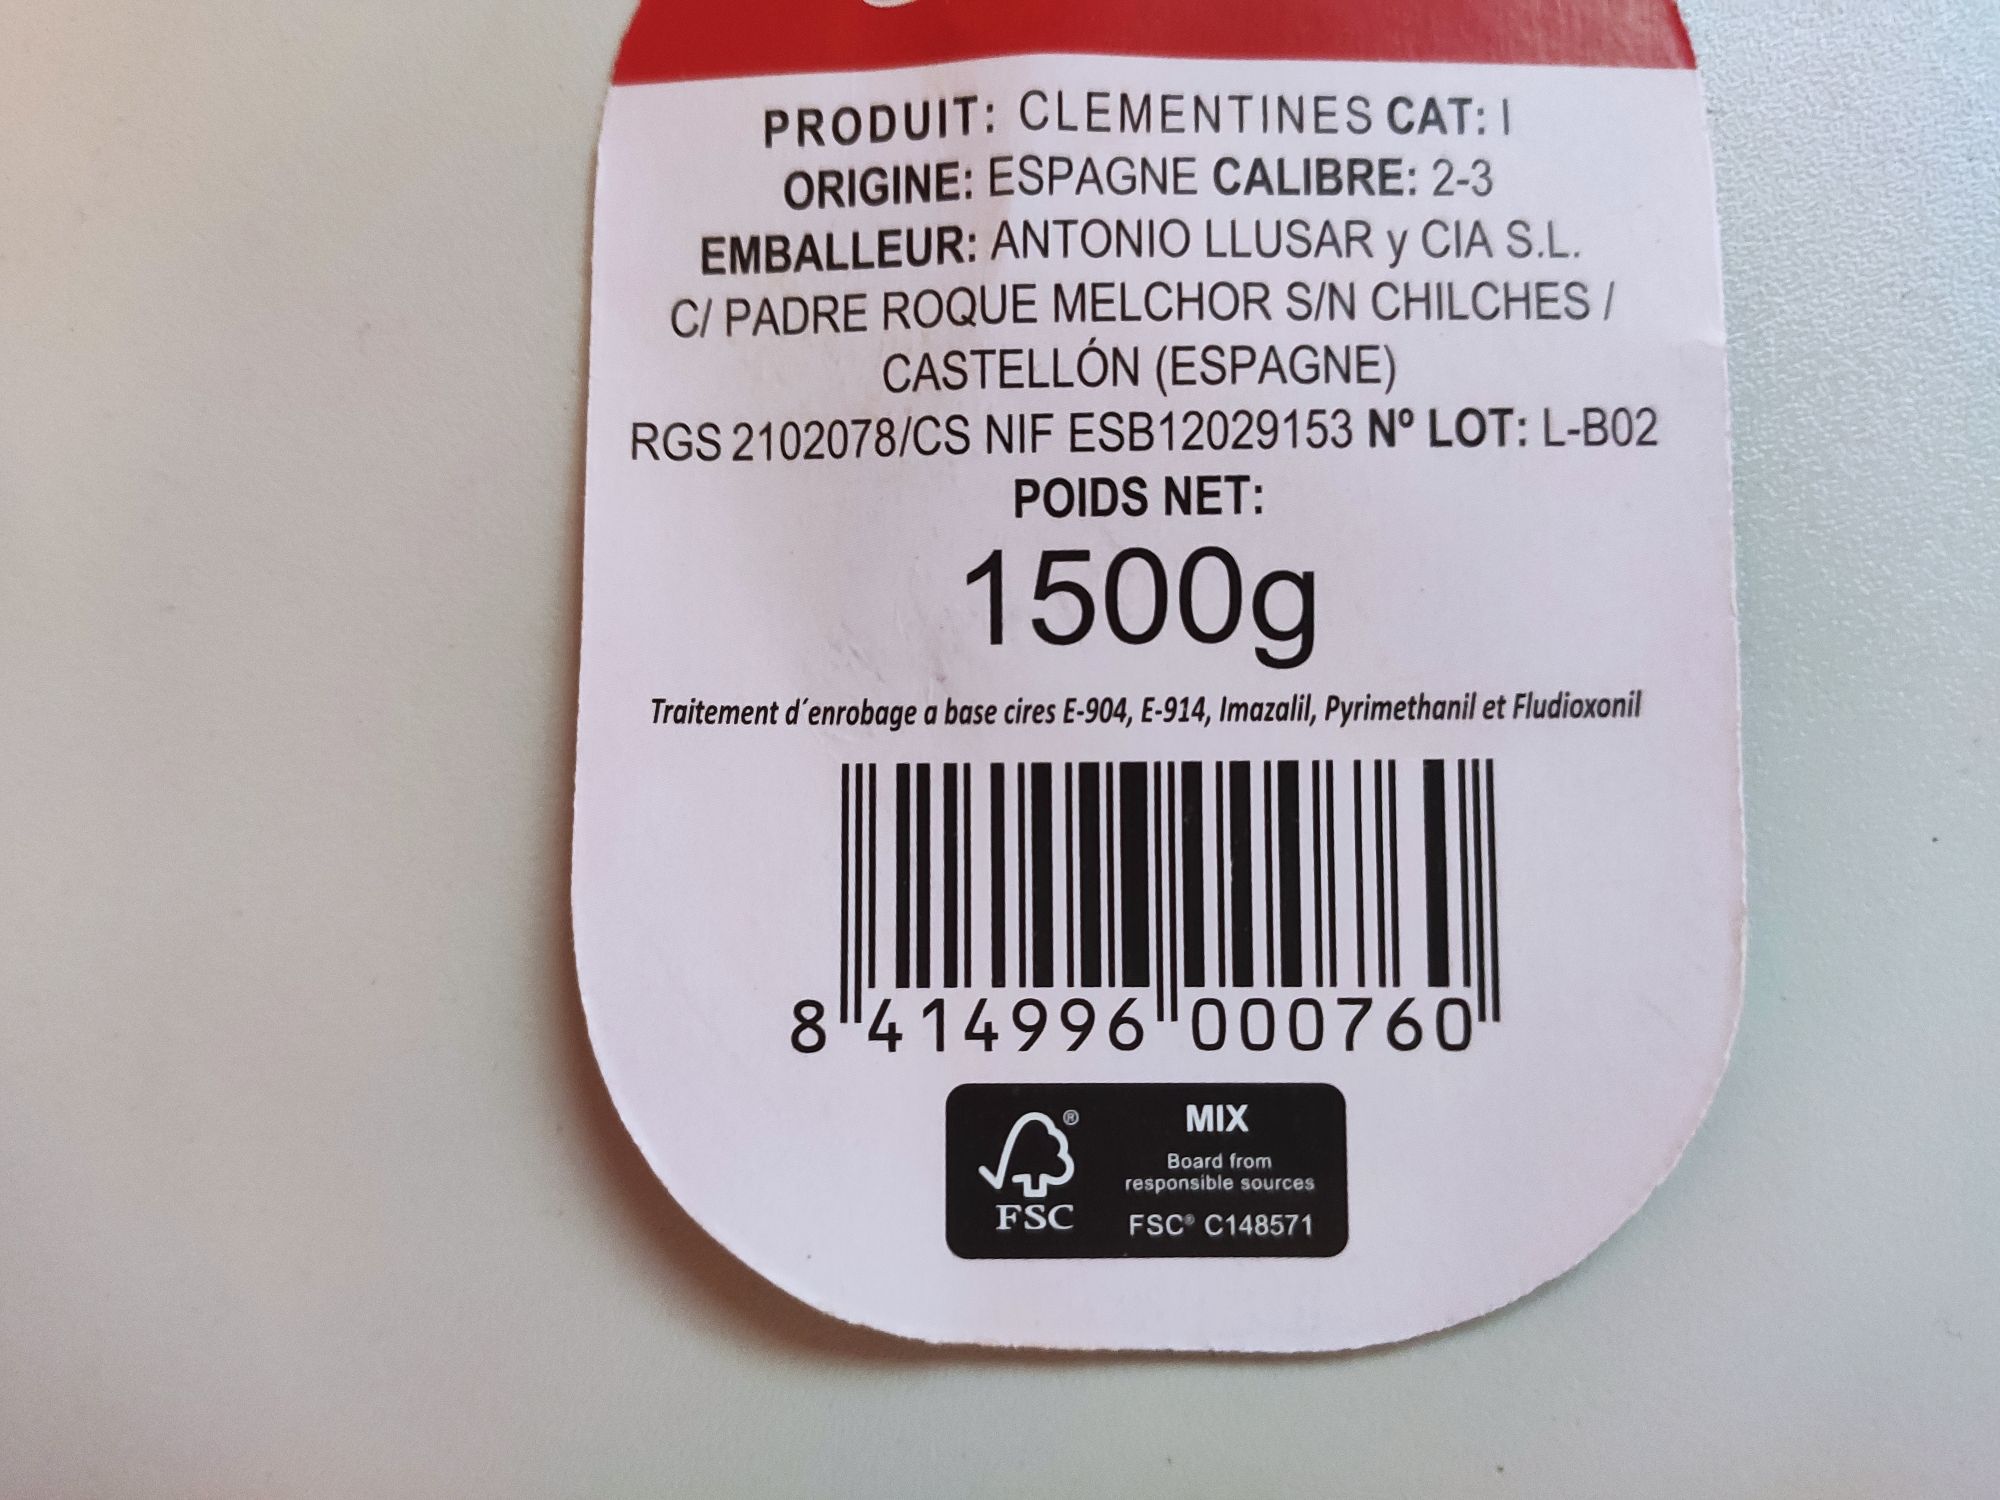 PRODUIT: CLEMENTINES CAT: I
ORIGINE: ESPAGNE CALIBRE: 2-3
EMBALLEUR: ANTONIO LLUSAR y CIA S.L.
C/ PADRE ROQUE MELCHOR S/N CHILCHES /
CASTELLÓN (ESPAGNE)
RGS 2102078/CS NIF ESB12029153 Nº LOT: L-B02
POIDS NET:
1500g
Traitement d´enrobage a base cires E-904, E-914, Imazalil, Pyrimethanil et Fludioxonil
8 414996 000760
FSC®
MIX
Board from
responsible sources
FSC® C148571